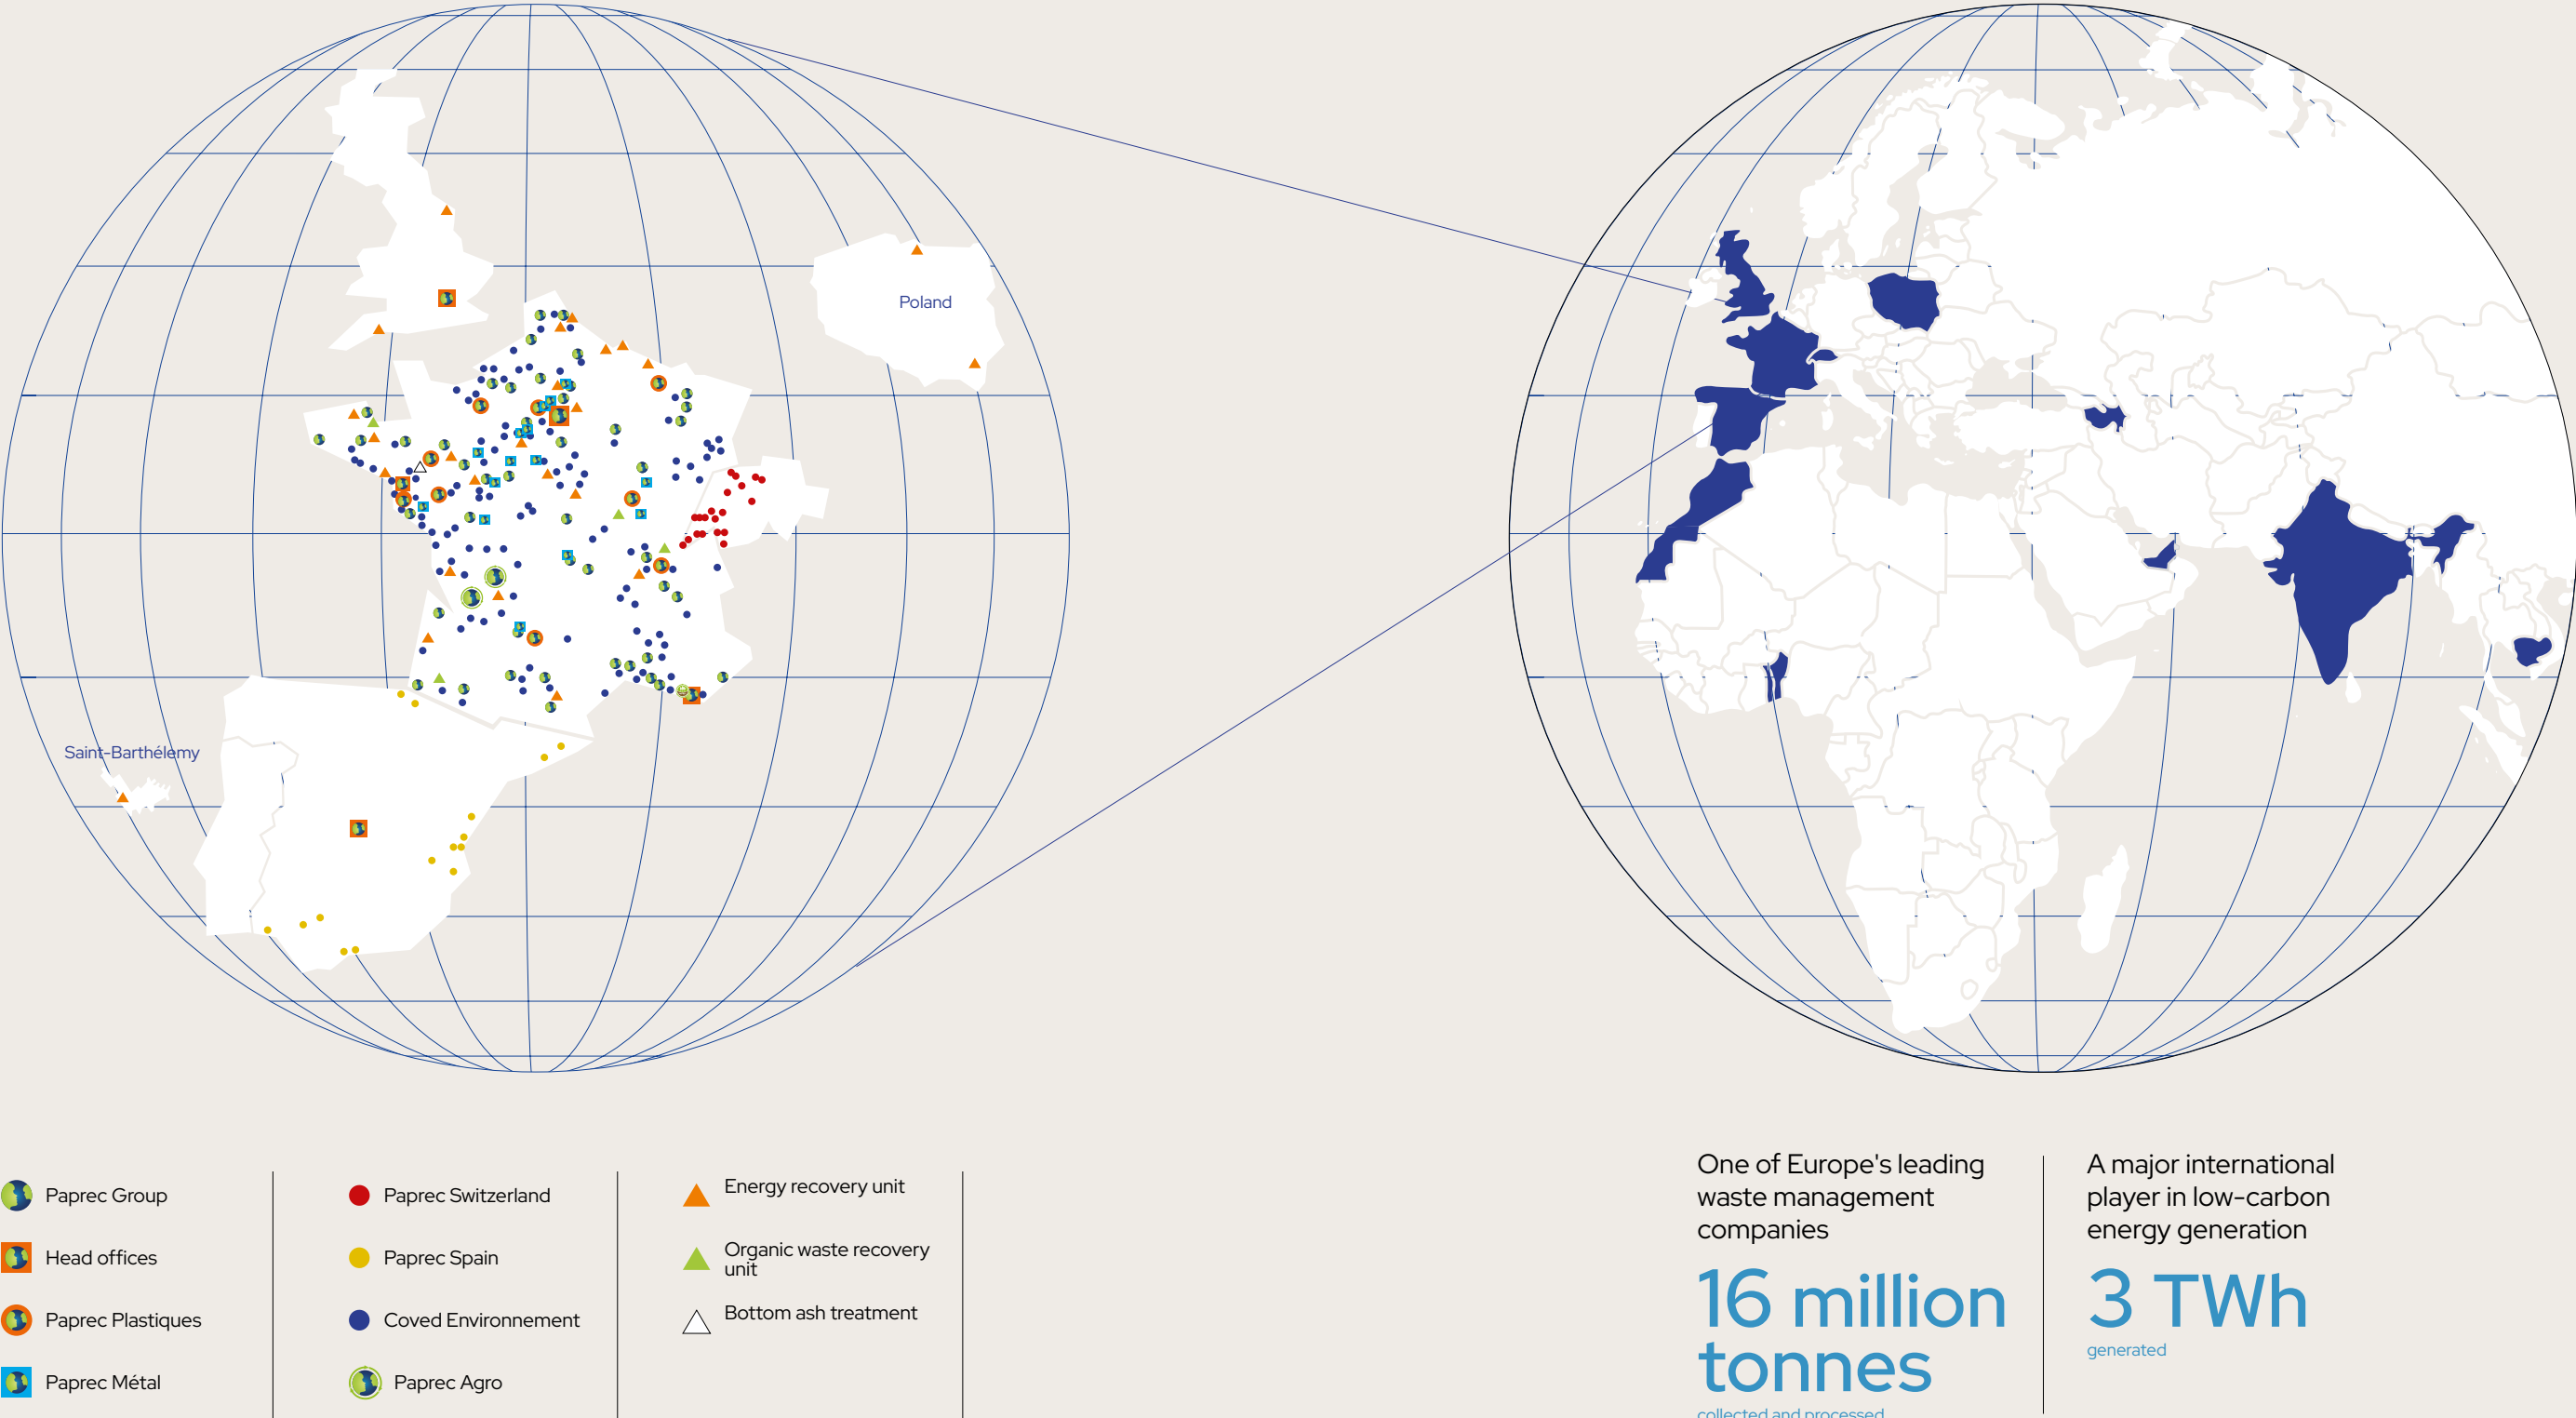 Poland
Saint-Barthélemy
Paprec Group
Head offices
Paprec Plastiques
Paprec Métal
Paprec Switzerland
Paprec Spain
Coved Environnement
Paprec Agro
Energy recovery unit
Organic waste recovery
unit
Bottom ash treatment
One of Europe's leading
waste management
companies
16 million
tonnes
collected and processed
A major international
player in low-carbon
energy generation
3 TWh
generated